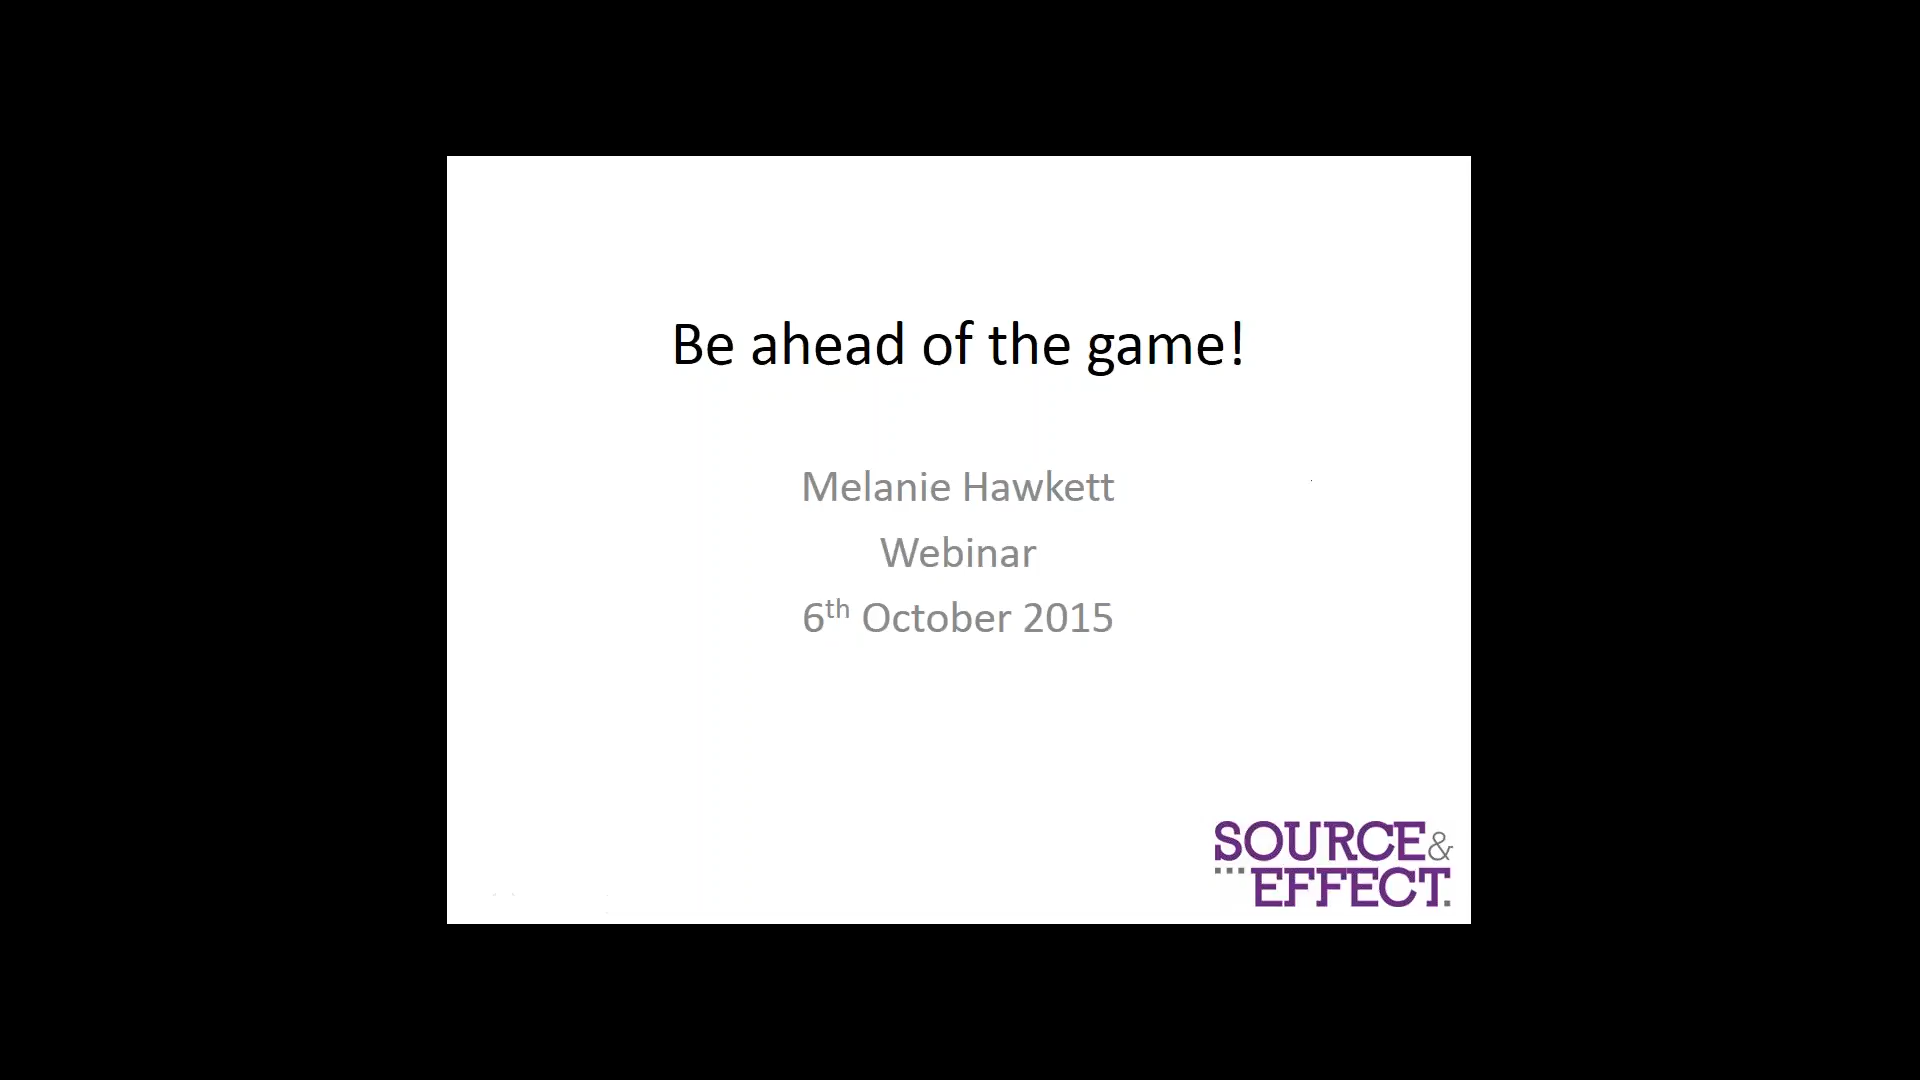 Be ahead of the game!
Melanie Hawkett
Webinar
6th October 2015
SOURCE&
EFFECT.